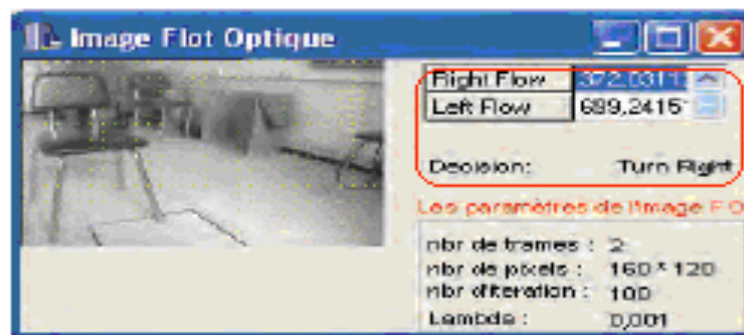 Image Flot Optique
Right Flow 372,0311
Left Flow 689,2415
Decision: Turn Right
Les paramètres de l'image F O
nbr de trames : 2
nbr de pixels : 160*120
nbr d'iteration : 100
Lambda : 0,001